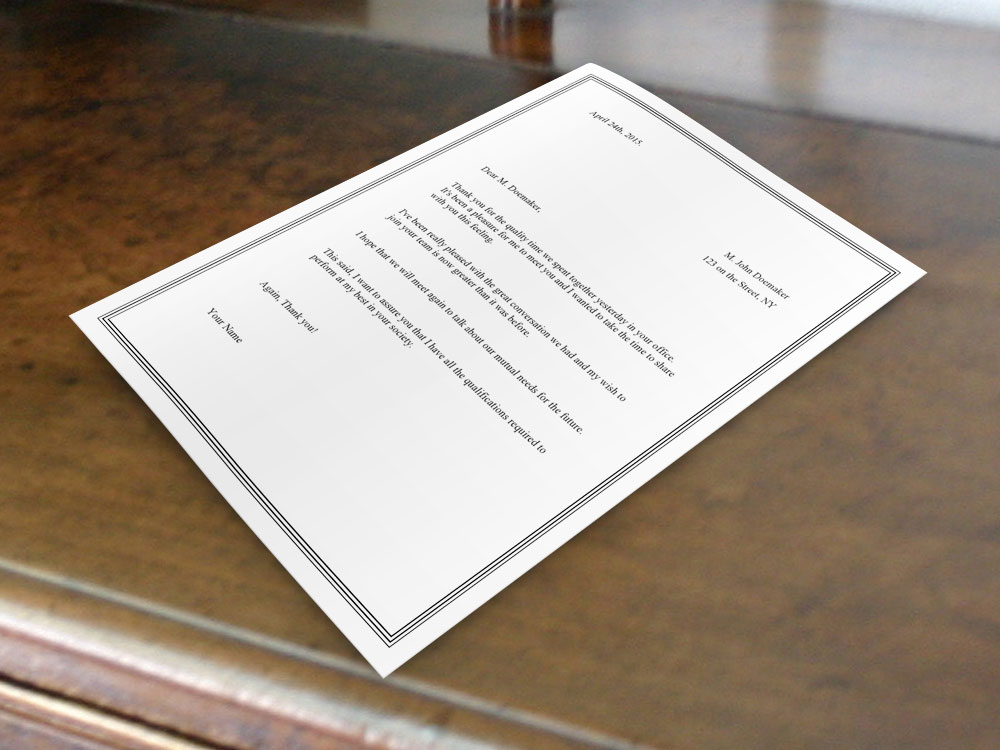 April 24th, 2015.
M. John Doemaker
123 on the Street, NY
Dear M. Doemaker,
Thank you for the quality time we spent together yesterday in your office.
It's been a pleasure for me to meet you and I wanted to take the time to share
with you this feeling.
I've been really pleased with the great conversation we had and my wish to
join your team is now greater than it was before.
I hope that we will meet again to talk about our mutual needs for the future.
This said, I want to assure you that I have all the qualifications required to
perform at my best in your society.
Again, Thank you!
Your Name